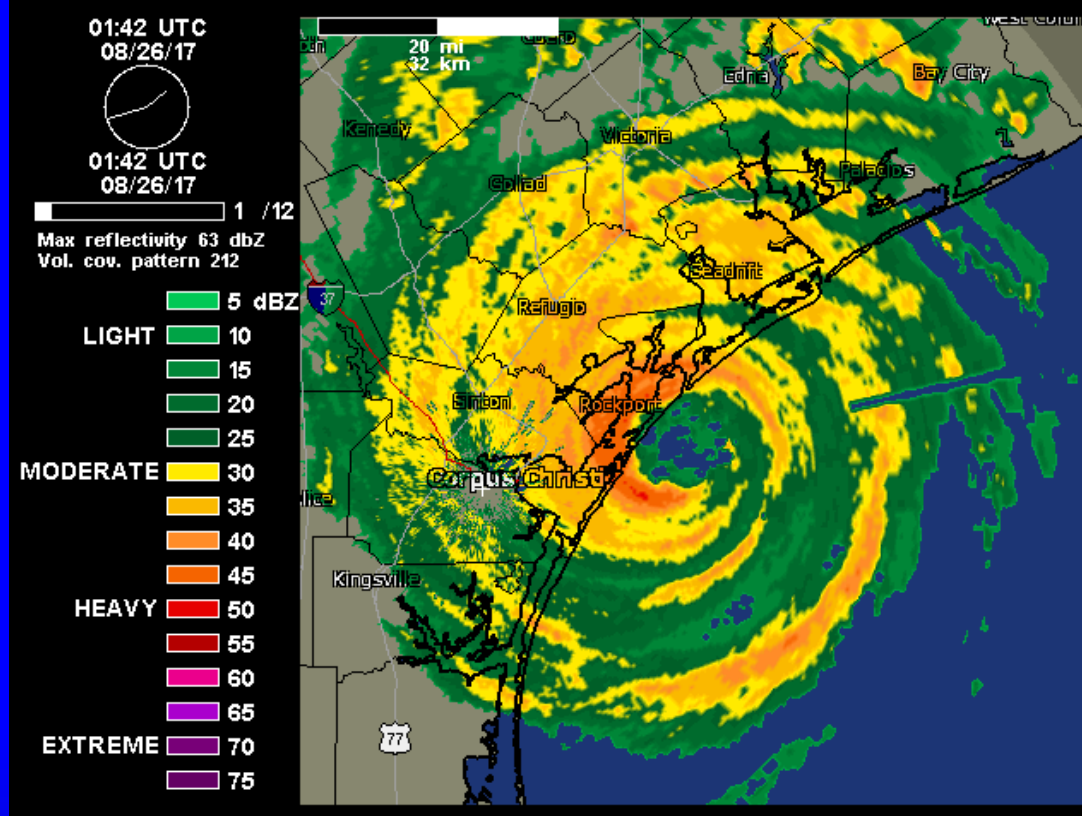 01:42 UTC
08/26/17
01:42 UTC
08/26/17
1 /12
Max reflectivity 63 dbZ
Vol. cov. pattern 212
5 dBZ
LIGHT 10
15
20
25
MODERATE 30
35
40
45
HEAVY 50
55
60
65
EXTREME 70
75
20 mi
32 km
Cuero
Edna
Bay City
Kenedy
Victoria
Goliad
Palacios
Seadrift
37
Refugio
Sinton
Rockport
Corpus Christi
Kingsville
77